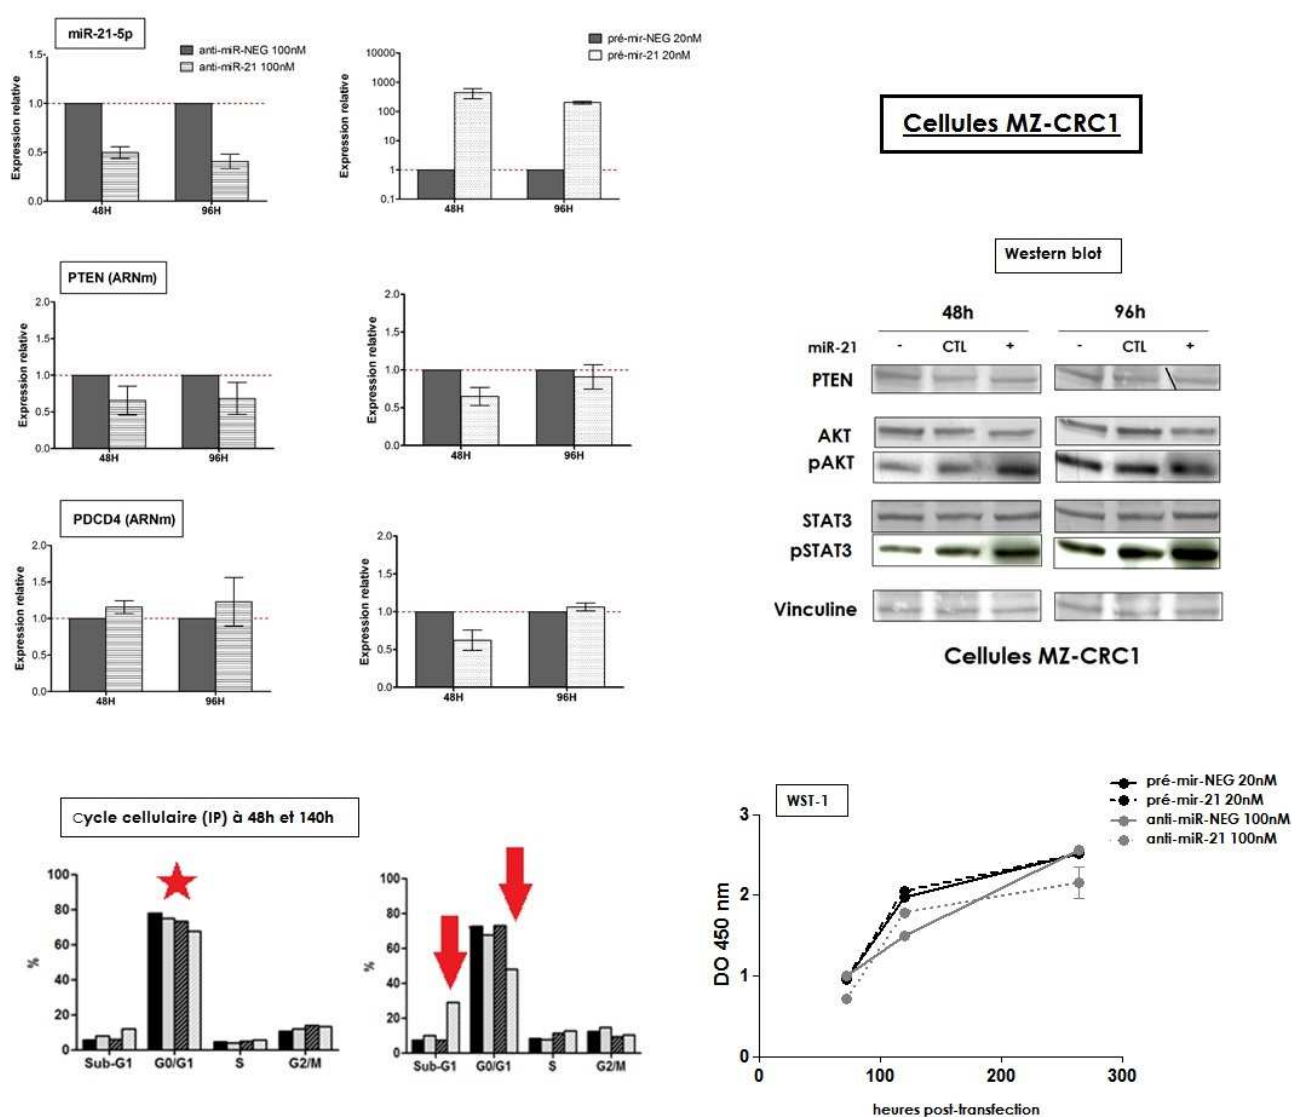 miR-21-5p
anti-miR-NEG 100nM
anti-miR-21 100nM
Expression relative
1.5
1.0
0.5
0.0
48H
96H
pré-mir-NEG 20nM
pré-mir-21 20nM
Expression relative
10000
1000
100
10
1
0.1
48H
96H
Cellules MZ-CRC1
PTEN (ARNm)
Expression relative
2.0
1.5
1.0
0.5
0.0
48H
96H
Expression relative
2.0
1.5
1.0
0.5
0.0
48H
96H
PDCD4 (ARNm)
Expression relative
2.0
1.5
1.0
0.5
0.0
48H
96H
Expression relative
2.0
1.5
1.0
0.5
0.0
48H
96H
Western blot
48h 96h
miR-21 - CTL + - CTL +
PTEN
AKT
pAKT
STAT3
pSTAT3
Vinculine
Cellules MZ-CRC1
Cycle cellulaire (IP) à 48h et 140h
%
100
80
60
40
20
0
Sub-G1 G0/G1 S G2/M
%
100
80
60
40
20
0
Sub-G1 G0/G1 S G2/M
WST-1
pré-mir-NEG 20nM
pré-mir-21 20nM
anti-miR-NEG 100nM
anti-miR-21 100nM
DO 450 nm
3
2
1
0
0 100 200 300
heures post-transfection